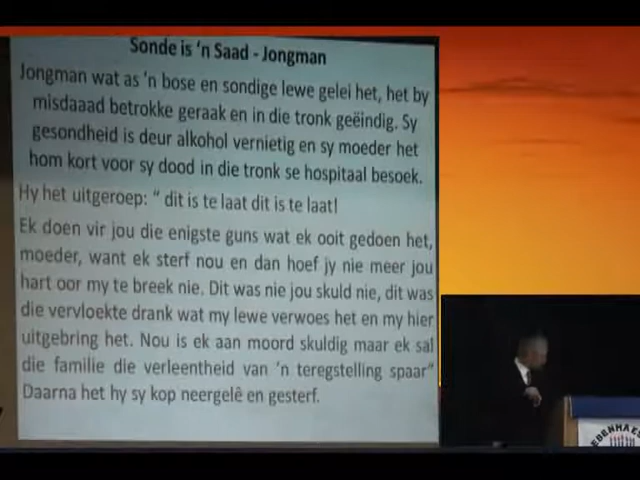 Sonde is 'n Saad - Jongman
Jongman wat as 'n bose en sondige lewe gelei het, het by
misdaaad betrokke geraak en in die tronk geëindig. Sy
gesondheid is deur alkohol vernietig en sy moeder het
hom kort voor sy dood in die tronk se hospitaal besoek.
Hy het uitgeroep: " dit is te laat dit is te laat!
Ek doen vir jou die enigste guns wat ek ooit gedoen het,
moeder, want ek sterf nou en dan hoef jy nie meer jou
hart oor my te breek nie. Dit was nie jou skuld nie, dit was
die vervloekte drank wat my lewe verwoes het en my hier
uitgebring het. Nou is ek aan moord skuldig maar ek sal
die familie die verleentheid van 'n teregstelling spaar"
Daarna het hy sy kop neergelê en gesterf.
EBENHAES